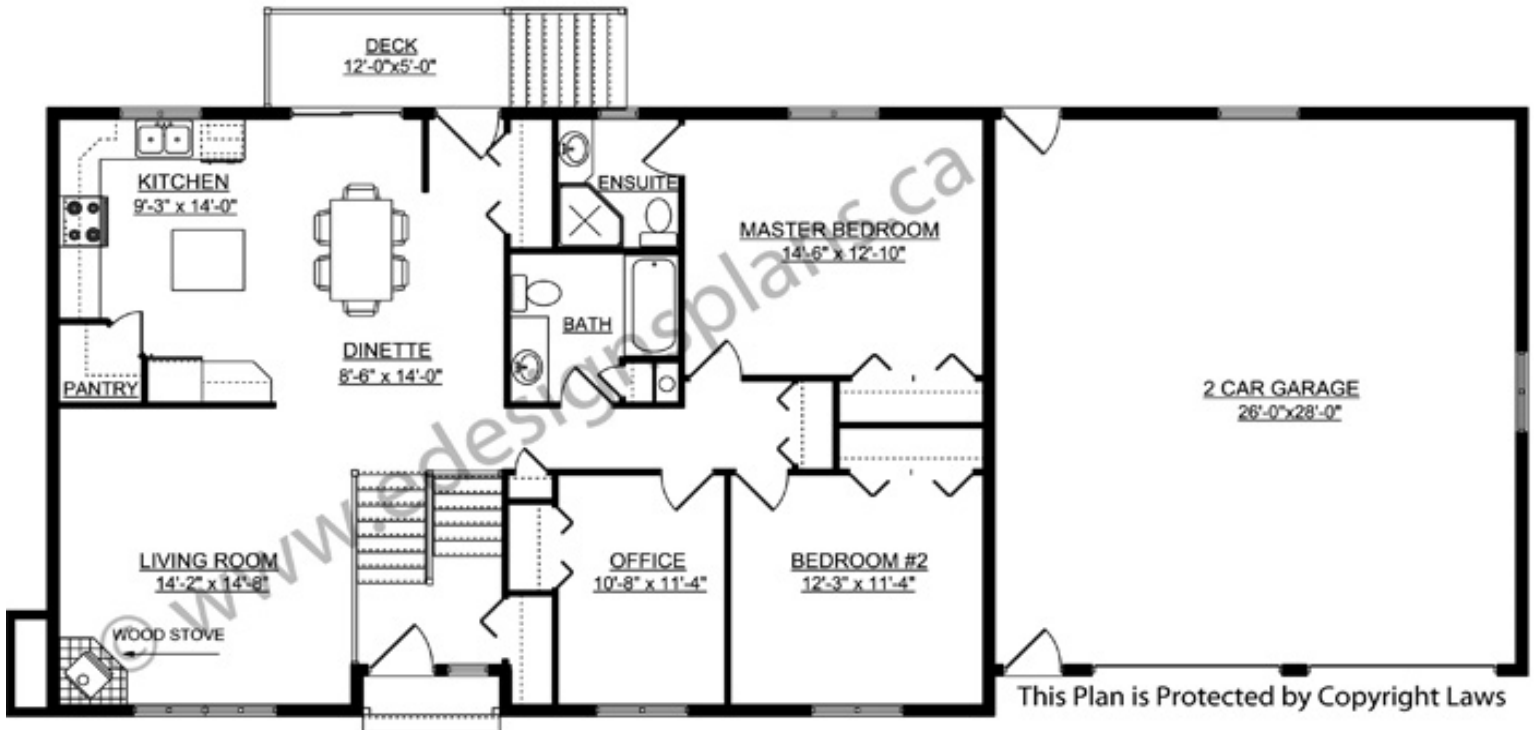 DECK
12'-0"x5'-0"
KITCHEN
9'-3" x 14'-0"
ENSUITE
MASTER BEDROOM
14'-6" x 12'-10"
BATH
DINETTE
8'-6" x 14'-0"
PANTRY
2 CAR GARAGE
26'-0"x28'-0"
LIVING ROOM
14'-2" x 14'-8"
OFFICE
10'-8" x 11'-4"
BEDROOM #2
12'-3" x 11'-4"
WOOD STOVE
© www.edesignsplans.ca
This Plan is Protected by Copyright Laws